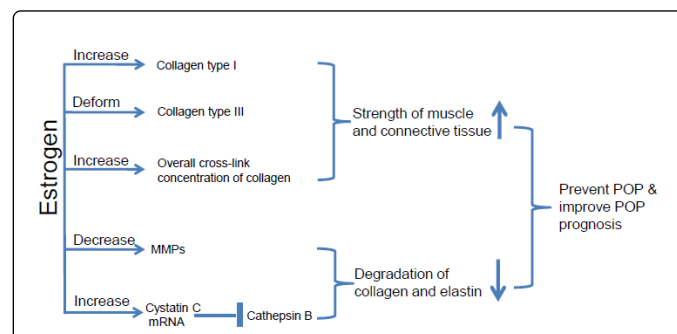 Estrogen
Increase
Collagen type I
Deform
Collagen type III
Increase
Overall cross-link
concentration of collagen
Strength of muscle
and connective tissue
Decrease
MMPs
Increase
Cystatin C
mRNA
Cathepsin B
Degradation of
collagen and elastin
Prevent POP &
improve POP
prognosis